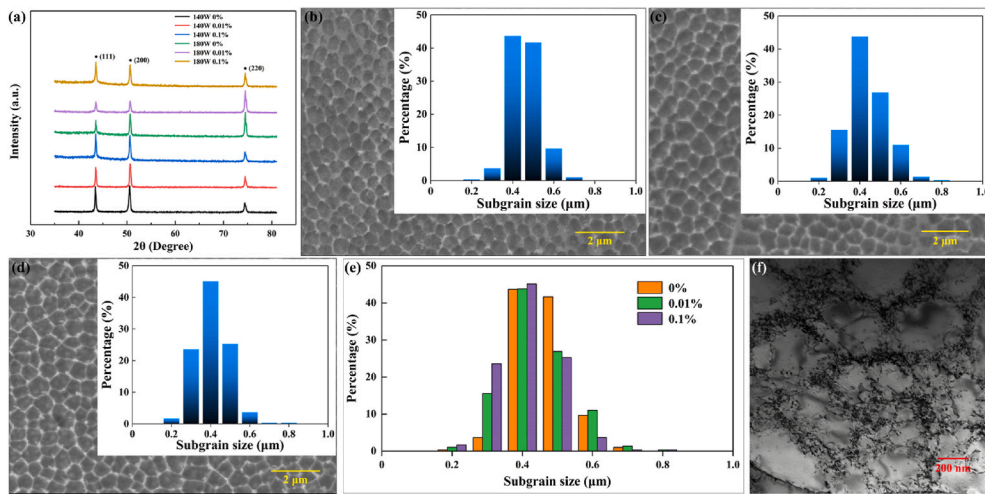 (a)
140W 0%
140W 0.01%
140W 0.1%
180W 0%
180W 0.01%
180W 0.1%
(111)
(200)
(220)
Intensity (a.u.)
30 40 50 60 70 80
2θ (Degree)
(b)
Percentage (%)
50
40
30
20
10
0
0.0 0.2 0.4 0.6 0.8 1.0
Subgrain size (μm)
2 μm
(c)
Percentage (%)
50
40
30
20
10
0
0.0 0.2 0.4 0.6 0.8 1.0
Subgrain size (μm)
2 μm
(d)
Percentage (%)
50
40
30
20
10
0
0.0 0.2 0.4 0.6 0.8 1.0
Subgrain size (μm)
2 μm
(e)
0%
0.01%
0.1%
Percentage (%)
50
40
30
20
10
0
0.2 0.4 0.6 0.8 1.0
Subgrain size (μm)
(f)
200 nm